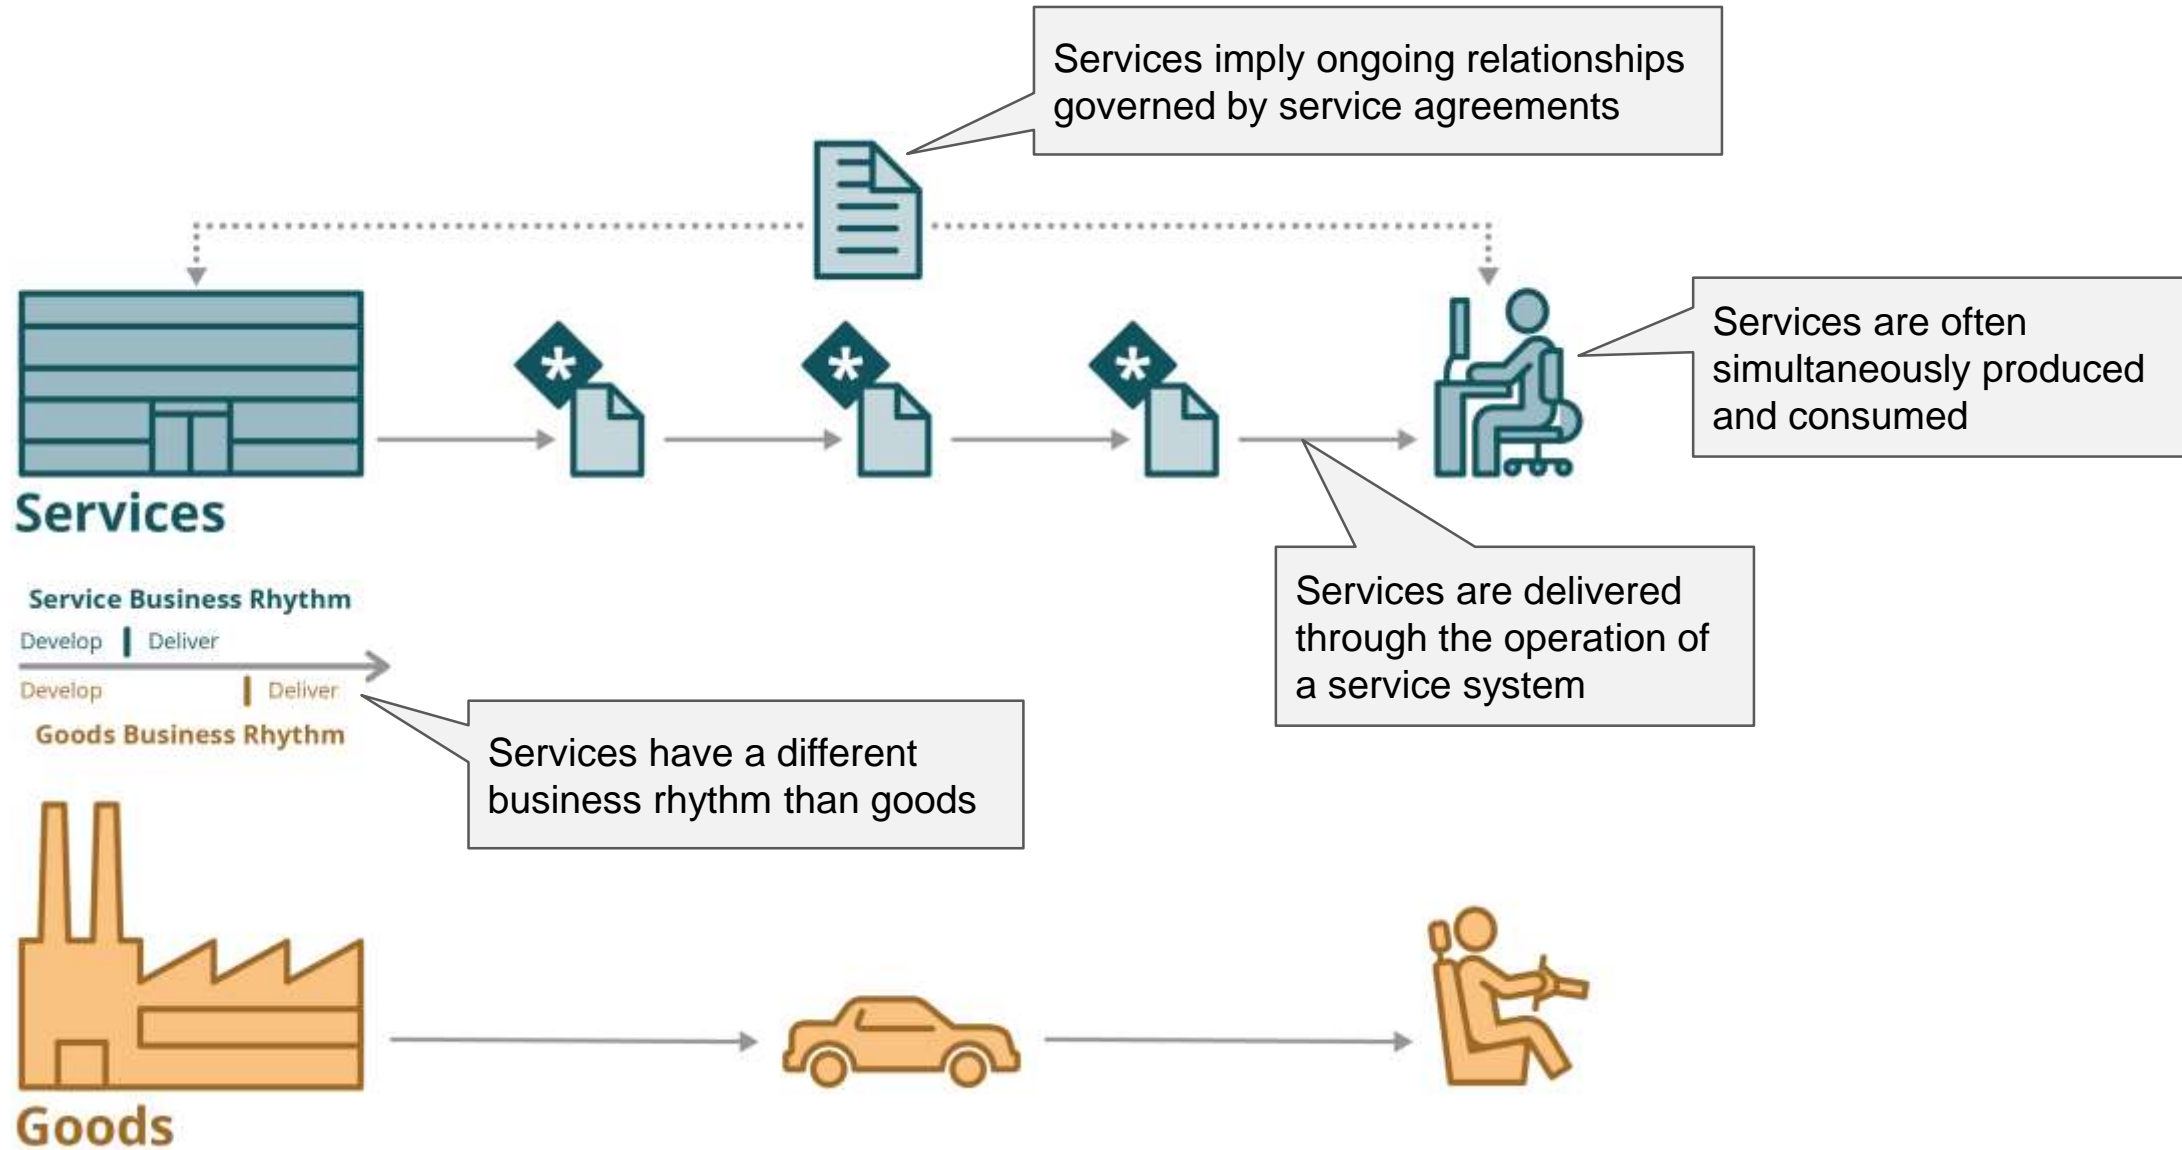 Services imply ongoing relationships
governed by service agreements
*
*
*
Services are often
simultaneously produced
and consumed
Services
Services are delivered
through the operation of
a service system
Service Business Rhythm
Develop Deliver
Develop Deliver
Goods Business Rhythm
Services have a different
business rhythm than goods
Goods